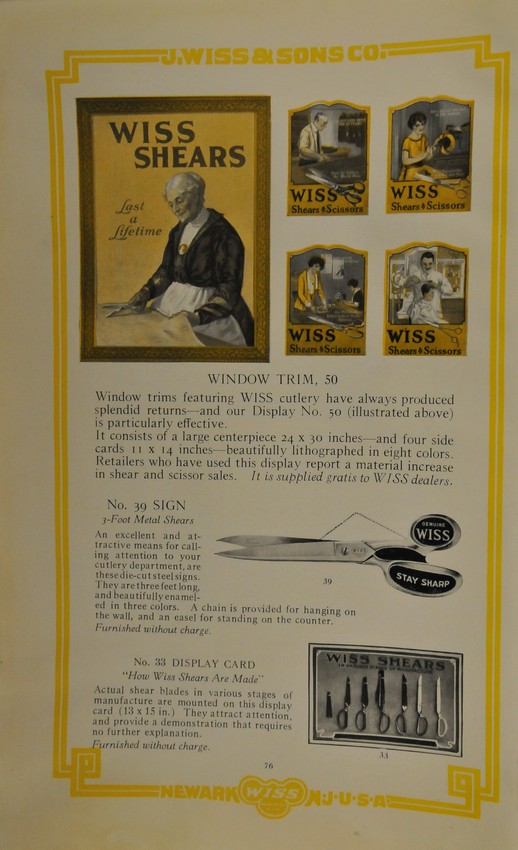 J. WISS & SONS CO.
WISS
SHEARS
Last
a
Lifetime
WISS
Shears & Scissors
WISS
Shears & Scissors
WISS
Shears & Scissors
WISS
Shears & Scissors
WINDOW TRIM, 50
Window trims featuring WISS cutlery have always produced
splendid returns—and our Display No. 50 (illustrated above)
is particularly effective.
It consists of a large centerpiece 24 x 30 inches—and four side
cards 11 x 14 inches—beautifully lithographed in eight colors.
Retailers who have used this display report a material increase
in shear and scissor sales. It is supplied gratis to WISS dealers.
No. 39 SIGN
3-Foot Metal Shears
An excellent and at-
tractive means for call-
ing attention to your
cutlery department, are
these die-cut steel signs.
They are three feet long,
and beautifully enamel-
ed in three colors. A chain is provided for hanging on
the wall, and an easel for standing on the counter.
Furnished without charge.
GENUINE
WISS
WISS
STAY SHARP
39
No. 33 DISPLAY CARD
"How Wiss Shears Are Made"
Actual shear blades in various stages of
manufacture are mounted on this display
card (13 x 15 in.) They attract attention,
and provide a demonstration that requires
no further explanation.
Furnished without charge.
WISS SHEARS
33
76
NEWARK WISS N·J·U·S·A·